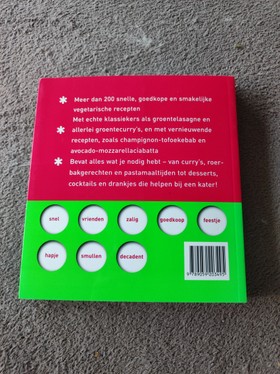 * Meer dan 200 snelle, goedkope en smakelijke
vegetarische recepten
Met echte klassiekers als groentelasagne en
* allerlei groentecurry's, en met vernieuwende
recepten, zoals champignon-tofoekebab en
avocado-mozzarellaciabatta
* Bevat alles wat je nodig hebt – van curry's, roer-
bakgerechten en pastamaaltijden tot desserts,
cocktails en drankjes die helpen bij een kater!
snel vrienden zalig goedkoop feestje
hapje smullen decadent